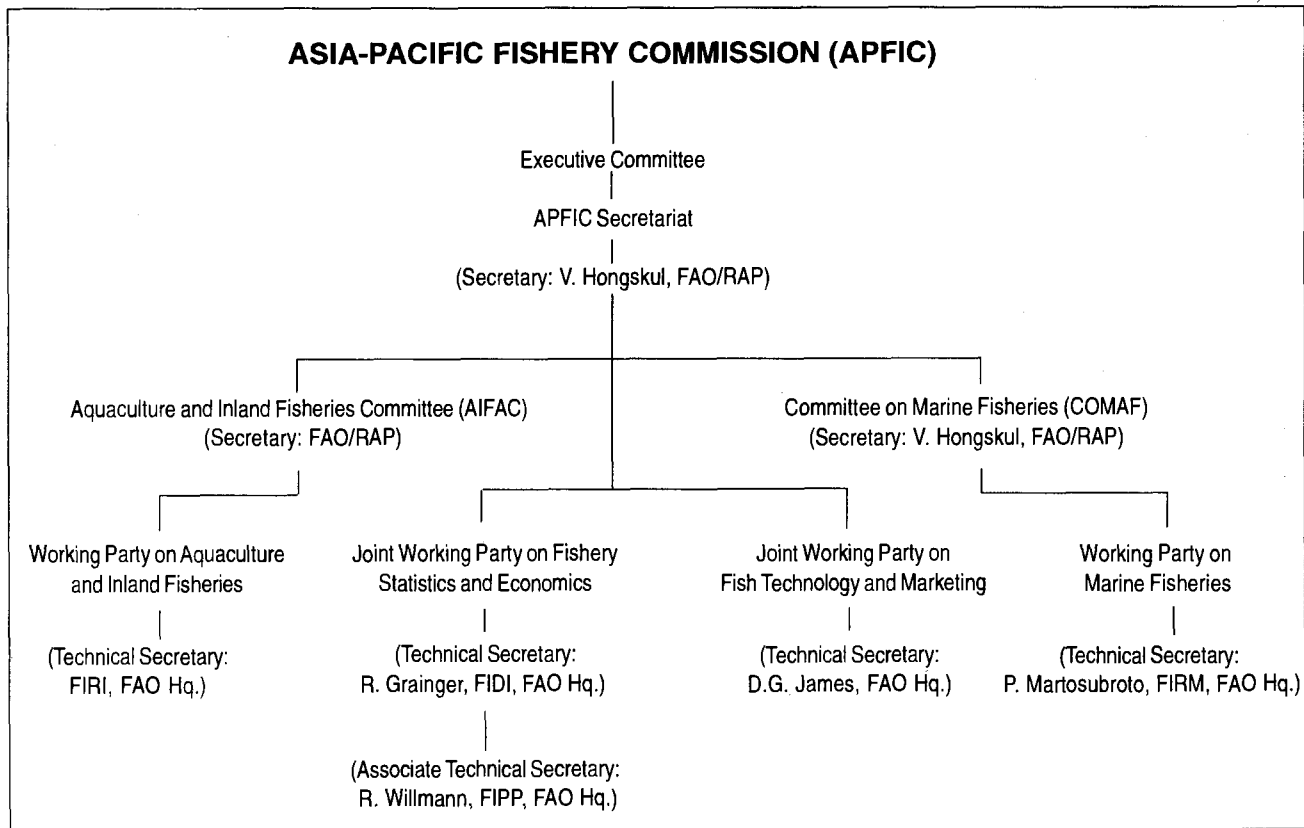 ASIA-PACIFIC FISHERY COMMISSION (APFIC)
Executive Committee
APFIC Secretariat
(Secretary: V. Hongskul, FAO/RAP)
Aquaculture and Inland Fisheries Committee (AIFAC)
(Secretary: FAO/RAP)
Committee on Marine Fisheries (COMAF)
(Secretary: V. Hongskul, FAO/RAP)
Working Party on Aquaculture
and Inland Fisheries
(Technical Secretary:
FIRI, FAO Hq.)
Joint Working Party on Fishery
Statistics and Economics
(Technical Secretary:
R. Grainger, FIDI, FAO Hq.)
(Associate Technical Secretary:
R. Willmann, FIPP, FAO Hq.)
Joint Working Party on
Fish Technology and Marketing
(Technical Secretary:
D.G. James, FAO Hq.)
Working Party on
Marine Fisheries
(Technical Secretary:
P. Martosubroto, FIRM, FAO Hq.)